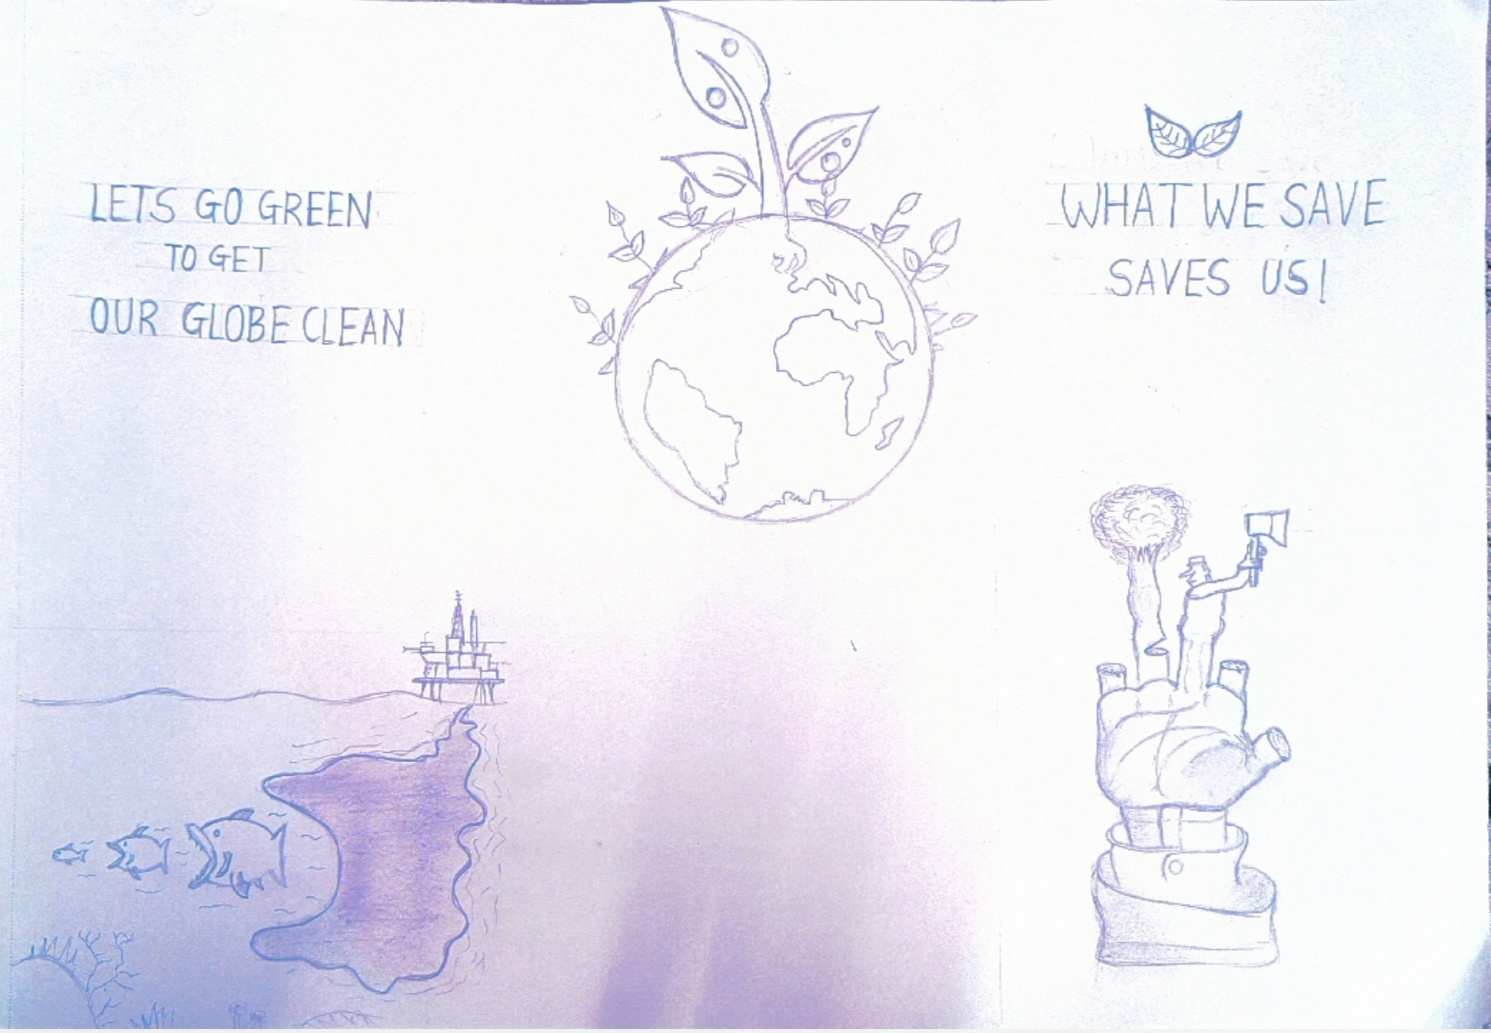 LETS GO GREEN
TO GET
OUR GLOBE CLEAN
WHAT WE SAVE
SAVES US!